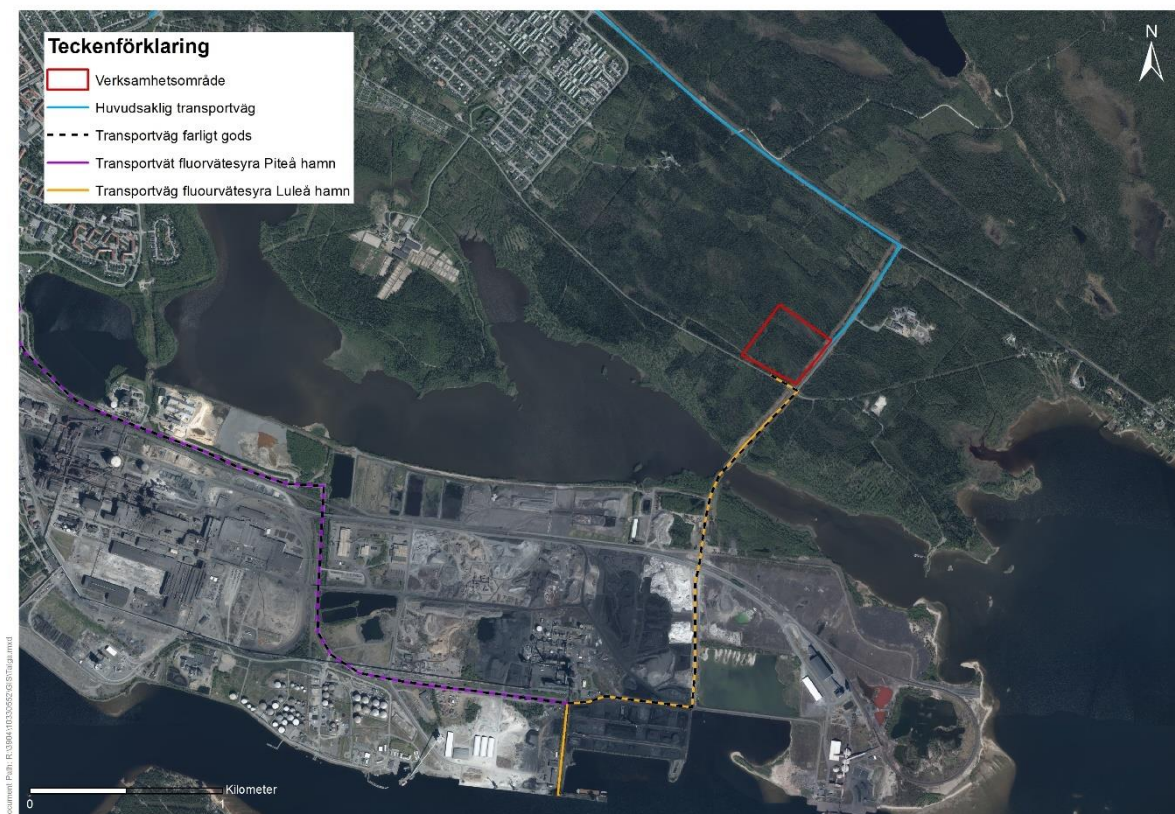 Teckenförklaring
Verksamhetsområde
Huvudsaklig transportväg
Transportväg farligt gods
Transportvät fluorvätesyra Piteå hamn
Transportväg fluourvätesyra Luleå hamn
N
0
Kilometer